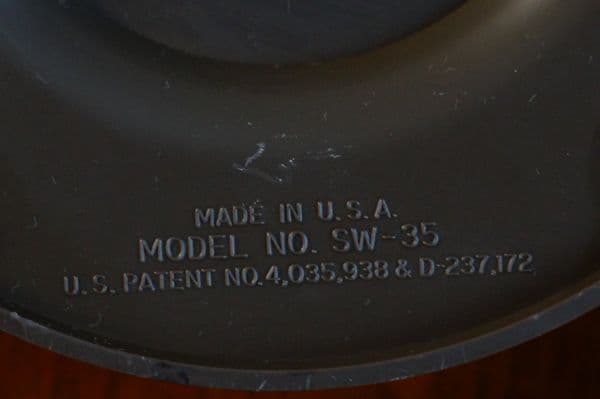 MADE IN U.S.A.
MODEL NO. SW-35
U.S. PATENT NO. 4,035,938 & D-237,172